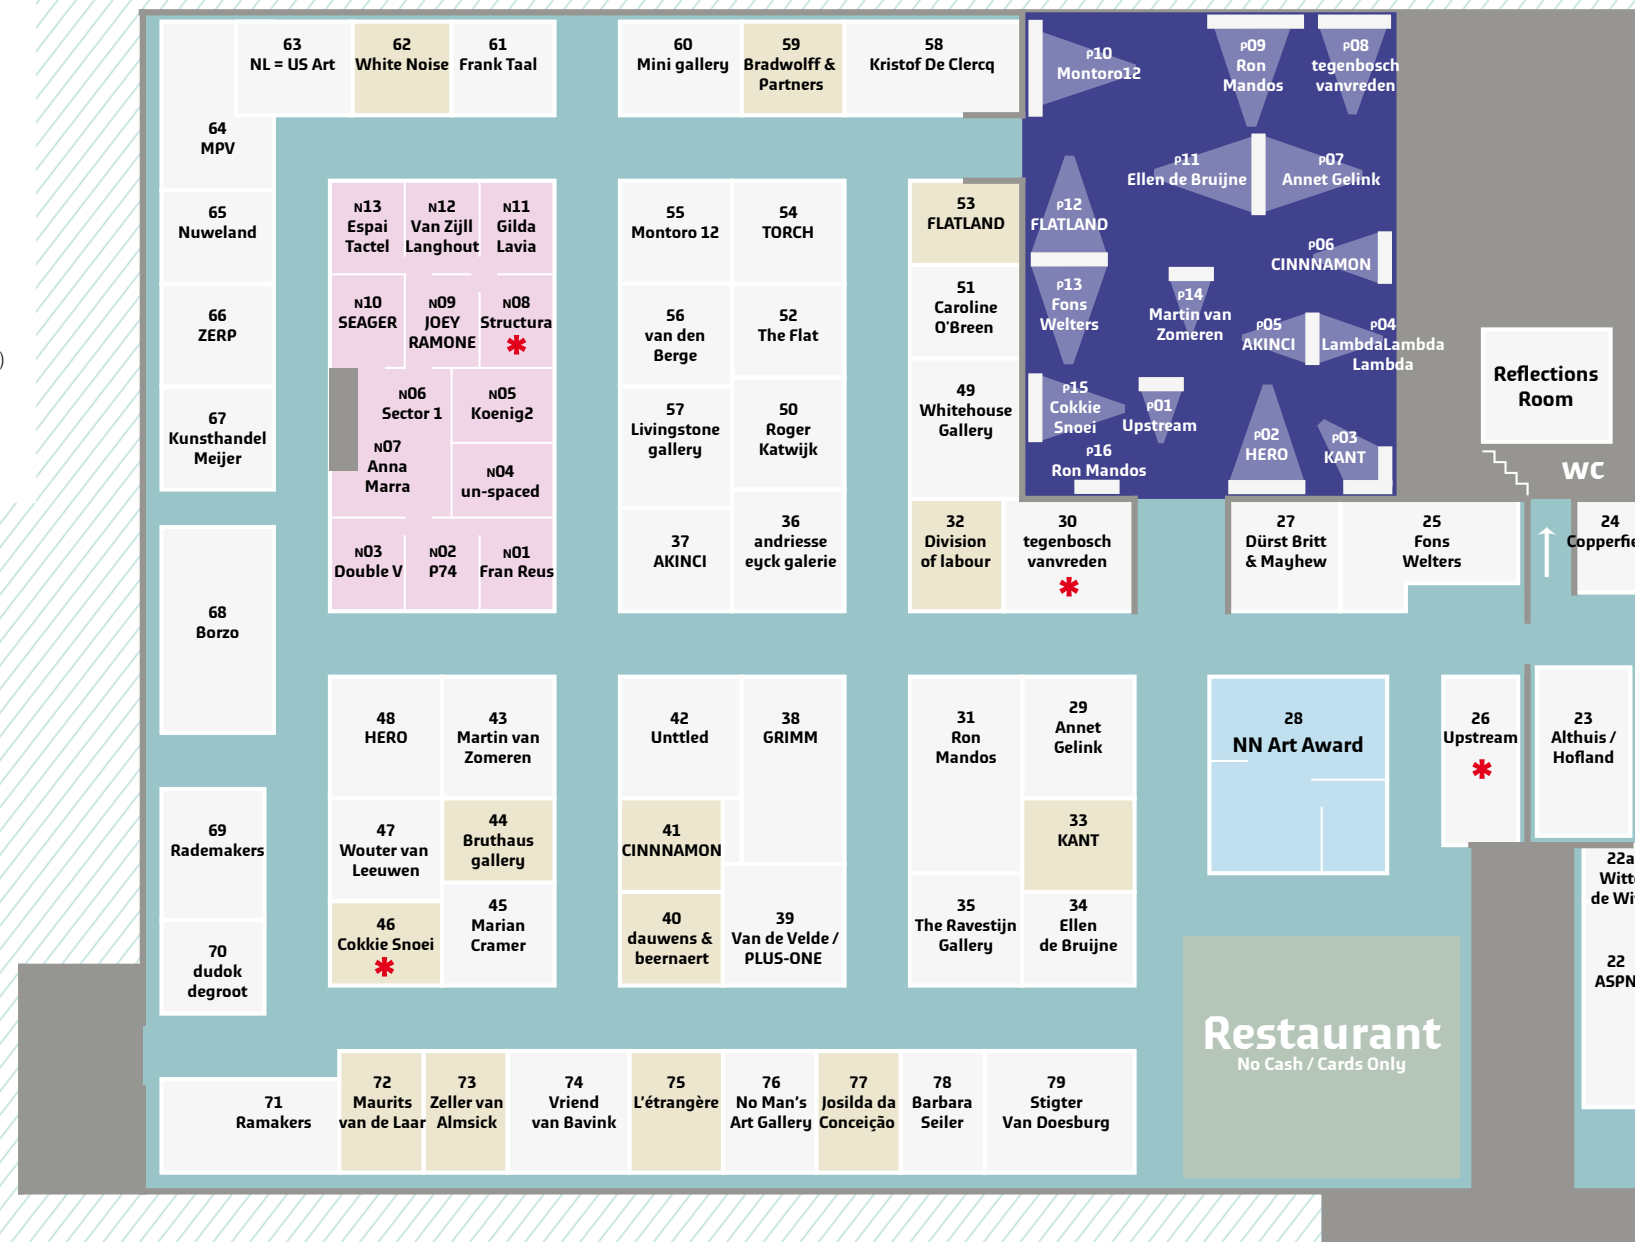 63
NL = US Art
62
White Noise
61
Frank Taal
60
Mini gallery
59
Bradwolff &
Partners
58
Kristof De Clercq
P10
Montoro12
P09
Ron
Mandos
P08
tegenbosch
vanvreden
64
MPV
P11
Ellen de Bruijne
P07
Annet Gelink
65
Nuweland
N13
Espai
Tactel
N12
Van Zijll
Langhout
N11
Gilda
Lavia
55
Montoro 12
54
TORCH
53
FLATLAND
P12
FLATLAND
P06
CINNNAMON
66
ZERP
N10
SEAGER
N09
JOEY
RAMONE
N08
Structura
*
56
van den
Berge
52
The Flat
51
Caroline
O'Breen
P13
Fons
Welters
P14
Martin van
Zomeren
P05
AKINCI
P04
LambdaLambda
Lambda
)
Reflections
Room
67
Kunsthandel
Meijer
N06
Sector 1
N05
Koenig2
N07
Anna
Marra
N04
un-spaced
57
Livingstone
gallery
50
Roger
Katwijk
49
Whitehouse
Gallery
P15
Cokkie
Snoei
P01
Upstream
P02
HERO
P03
KANT
P16
Ron Mandos
WC
N03
Double V
N02
P74
N01
Fran Reus
37
AKINCI
36
andriesse
eyck galerie
32
Division
of labour
30
tegenbosch
vanvreden
*
27
Dürst Britt
& Mayhew
25
Fons
Welters
24
Copperfie
68
Borzo
48
HERO
43
Martin van
Zomeren
42
Unttled
38
GRIMM
31
Ron
Mandos
29
Annet
Gelink
28
NN Art Award
26
Upstream
*
23
Althuis /
Hofland
69
Rademakers
47
Wouter van
Leeuwen
44
Bruthaus
gallery
41
CINNNAMON
33
KANT
22a
Witt
de Wi
70
dudok
degroot
46
Cokkie Snoei
*
45
Marian
Cramer
40
dauwens &
beernaert
39
Van de Velde /
PLUS-ONE
35
The Ravestijn
Gallery
34
Ellen
de Bruijne
22
ASPN
Restaurant
No Cash / Cards Only
71
Ramakers
72
Maurits
van de Laar
73
Zeller van
Almsick
74
Vriend
van Bavink
75
L'étrangère
76
No Man's
Art Gallery
77
Josilda da
Conceição
78
Barbara
Seiler
79
Stigter
Van Doesburg